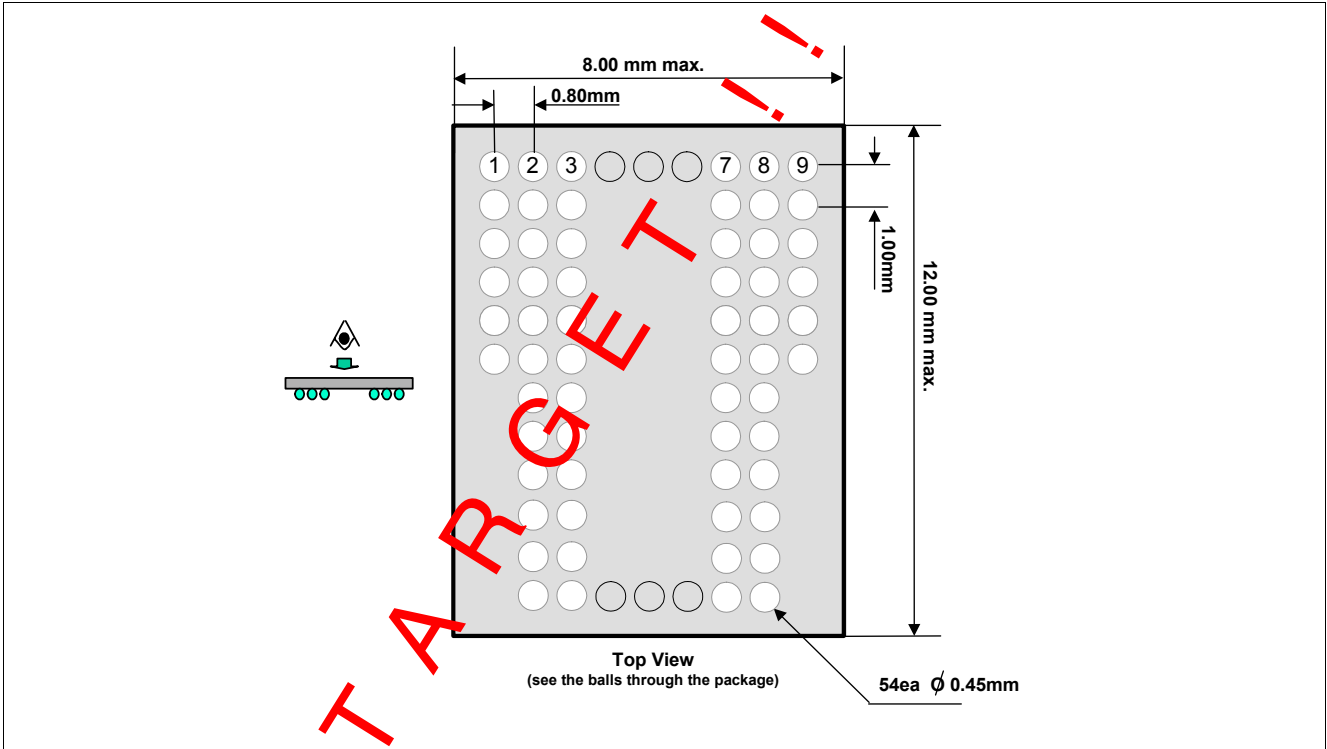 8.00 mm max.
0.80mm
1 2 3 7 8 9
1.00mm
12.00 mm max.
TARGET !!
Top View
(see the balls through the package)
54ea Ø 0.45mm